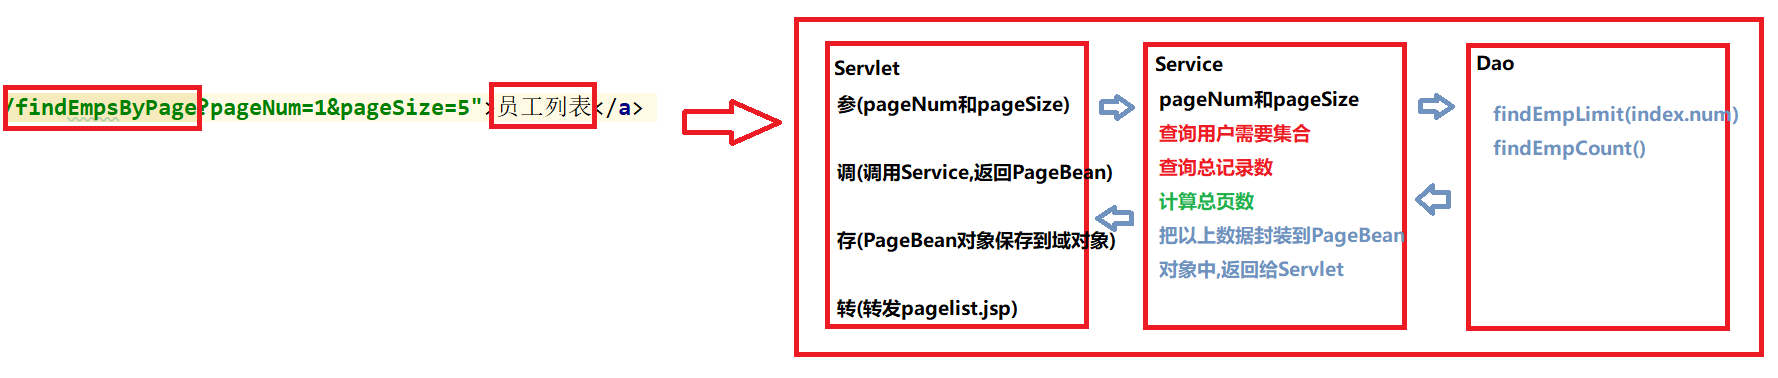 /findEmpsByPage?pageNum=1&pageSize=5">员工列表</a>
Servlet
参(pageNum和pageSize)
调(调用Service,返回PageBean)
存(PageBean对象保存到域对象)
转(转发pagelist.jsp)
Service
pageNum和pageSize
查询用户需要集合
查询总记录数
计算总页数
把以上数据封装到PageBean
对象中,返回给Servlet
Dao
findEmpLimit(index.num)
findEmpCount()